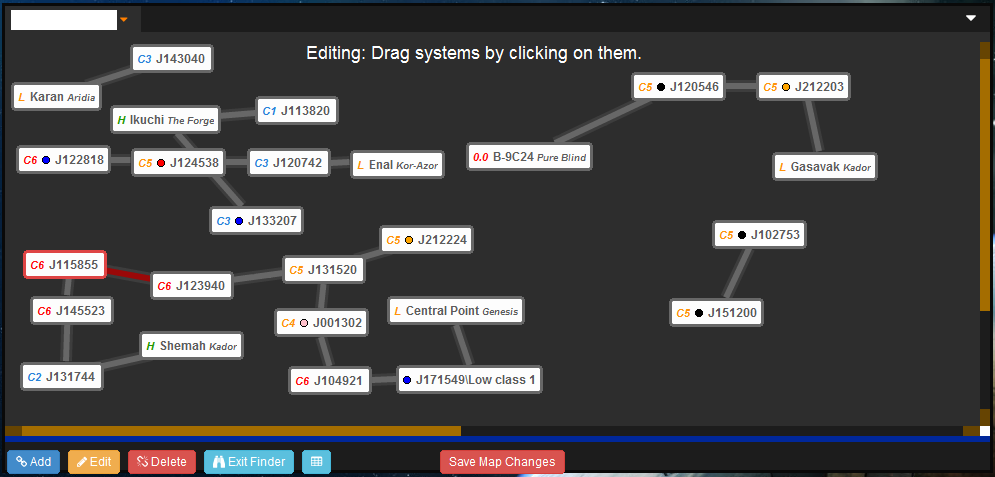 Editing: Drag systems by clicking on them.
C3 J143040
L Karan Aridia
H Ikuchi The Forge
C1 J113820
C6 J122818
C5 J124538
C3 J120742
L Enal Kor-Azor
C3 J133207
C5 J120546
C5 J212203
0.0 B-9C24 Pure Blind
L Gasavak Kador
C5 J102753
C5 J151200
C5 J212224
C6 J115855
C6 J123940
C5 J131520
C6 J145523
C4 J001302
L Central Point Genesis
H Shemah Kador
C2 J131744
C6 J104921
J171549\Low class 1
Add
Edit
Delete
Exit Finder
Save Map Changes